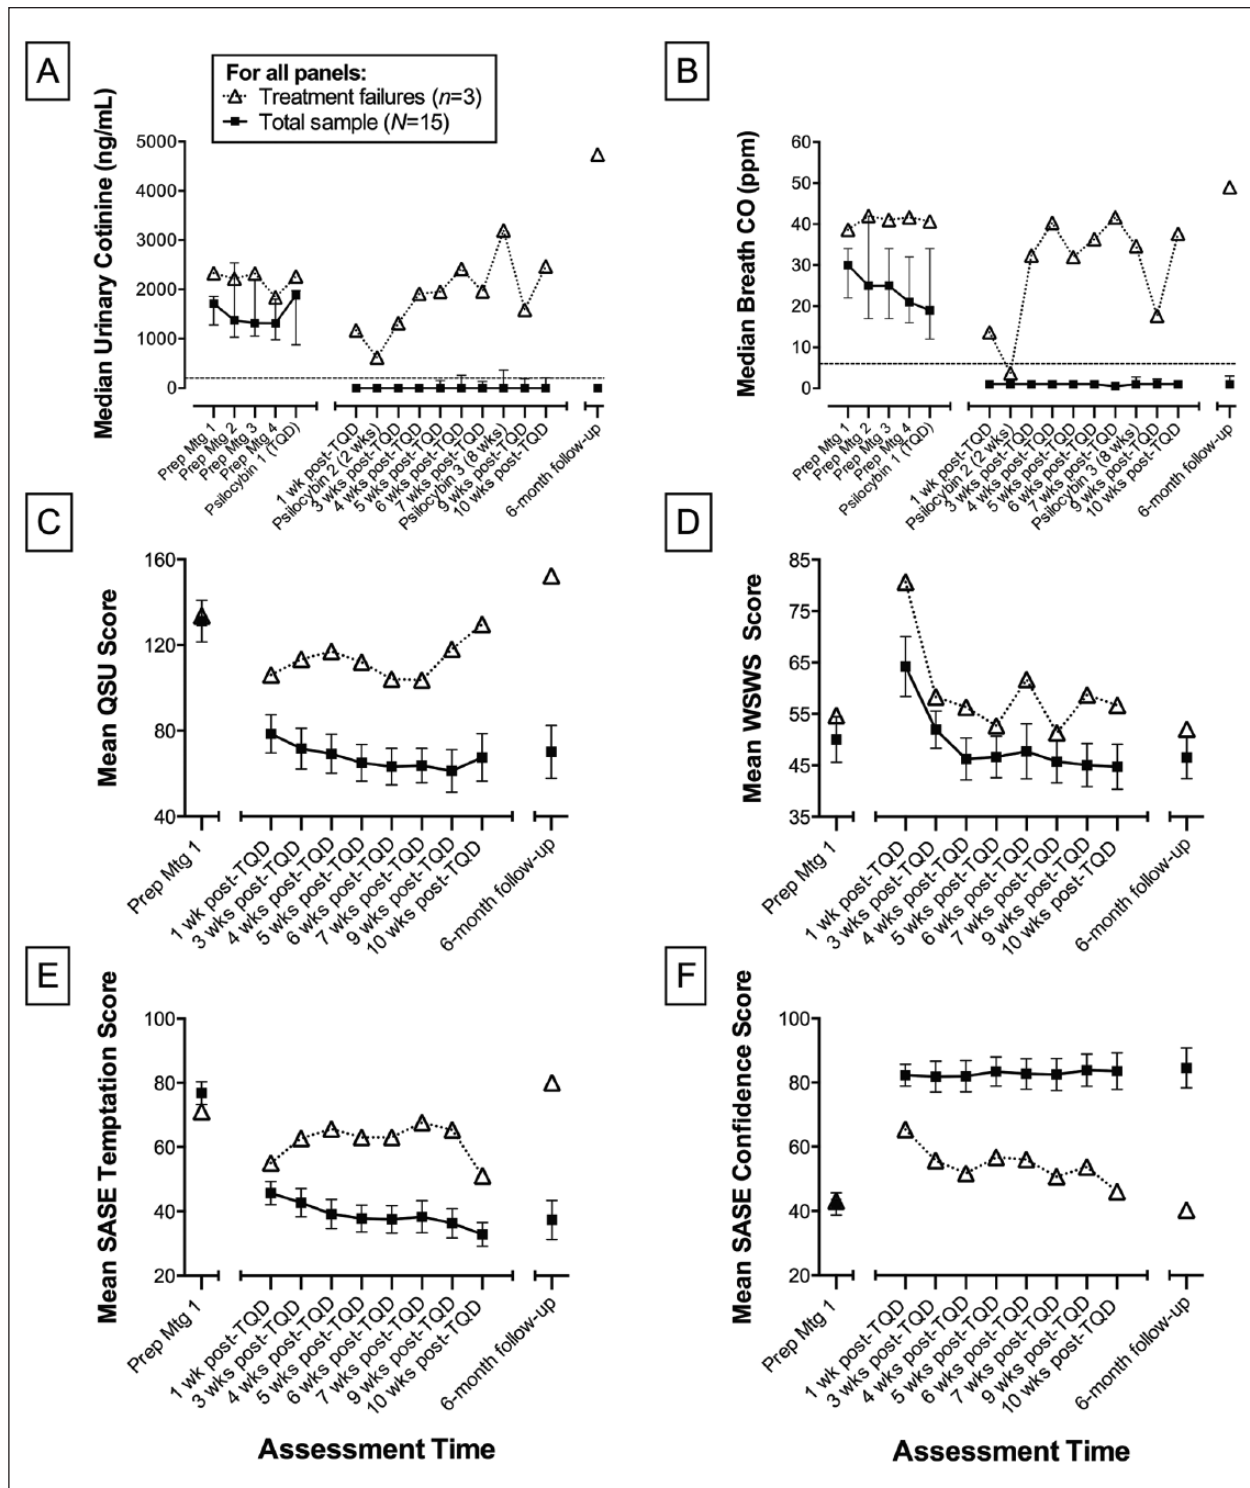 A
For all panels:
Treatment failures (n=3)
Total sample (N=15)
Median Urinary Cotinine (ng/mL)
5000
4000
3000
2000
1000
0
Prep Mtg 1
Prep Mtg 2
Prep Mtg 3
Prep Mtg 4
Psilocybin 1 (TQD)
1 wk post-TQD
Psilocybin 2 (2 wks)
3 wks post-TQD
4 wks post-TQD
5 wks post-TQD
6 wks post-TQD
7 wks post-TQD
Psilocybin 3 (8 wks)
9 wks post-TQD
10 wks post-TQD
6-month follow-up
B
Median Breath CO (ppm)
60
50
40
30
20
10
0
Prep Mtg 1
Prep Mtg 2
Prep Mtg 3
Prep Mtg 4
Psilocybin 1 (TQD)
1 wk post-TQD
Psilocybin 2 (2 wks)
3 wks post-TQD
4 wks post-TQD
5 wks post-TQD
6 wks post-TQD
7 wks post-TQD
Psilocybin 3 (8 wks)
9 wks post-TQD
10 wks post-TQD
6-month follow-up
C
Mean QSU Score
160
120
80
40
Prep Mtg 1
1 wk post-TQD
3 wks post-TQD
4 wks post-TQD
5 wks post-TQD
6 wks post-TQD
7 wks post-TQD
9 wks post-TQD
10 wks post-TQD
6-month follow-up
D
Mean WSWS Score
85
75
65
55
45
35
Prep Mtg 1
1 wk post-TQD
3 wks post-TQD
4 wks post-TQD
5 wks post-TQD
6 wks post-TQD
7 wks post-TQD
9 wks post-TQD
10 wks post-TQD
6-month follow-up
E
Mean SASE Temptation Score
100
80
60
40
20
Prep Mtg 1
1 wk post-TQD
3 wks post-TQD
4 wks post-TQD
5 wks post-TQD
6 wks post-TQD
7 wks post-TQD
9 wks post-TQD
10 wks post-TQD
6-month follow-up
Assessment Time
F
Mean SASE Confidence Score
100
80
60
40
20
Prep Mtg 1
1 wk post-TQD
3 wks post-TQD
4 wks post-TQD
5 wks post-TQD
6 wks post-TQD
7 wks post-TQD
9 wks post-TQD
10 wks post-TQD
6-month follow-up
Assessment Time